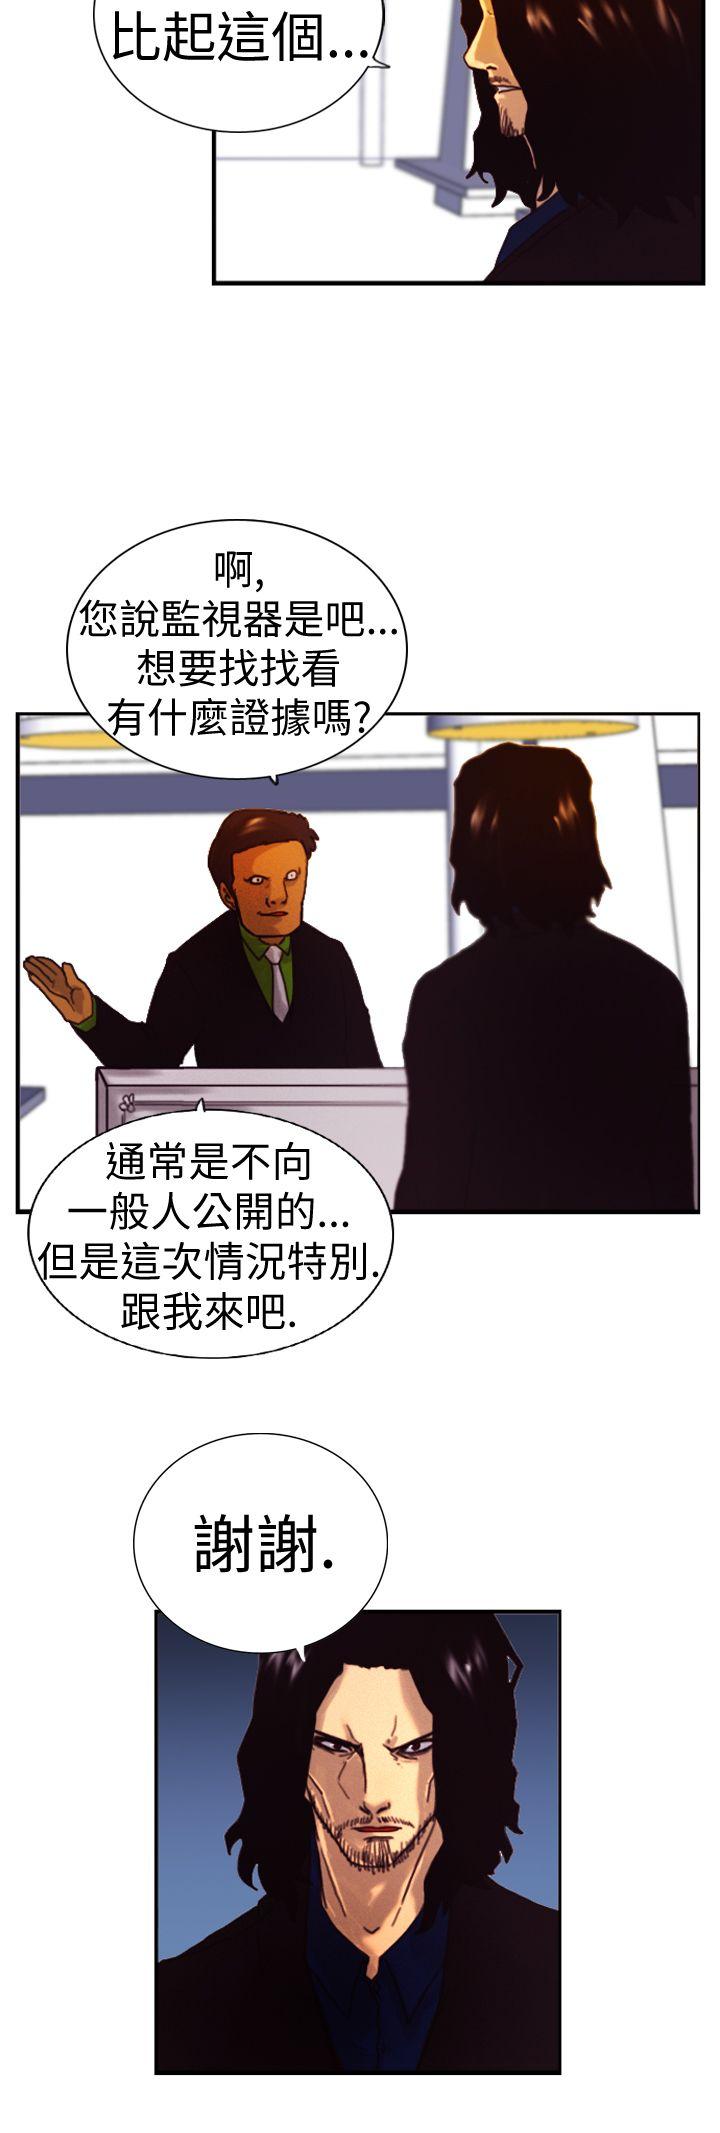 比起這個...
啊,
您說監視器是吧...
想要找找看
有什麼證據嗎?
通常是不向
一般人公開的...
但是這次情況特別.
跟我來吧.
謝謝.